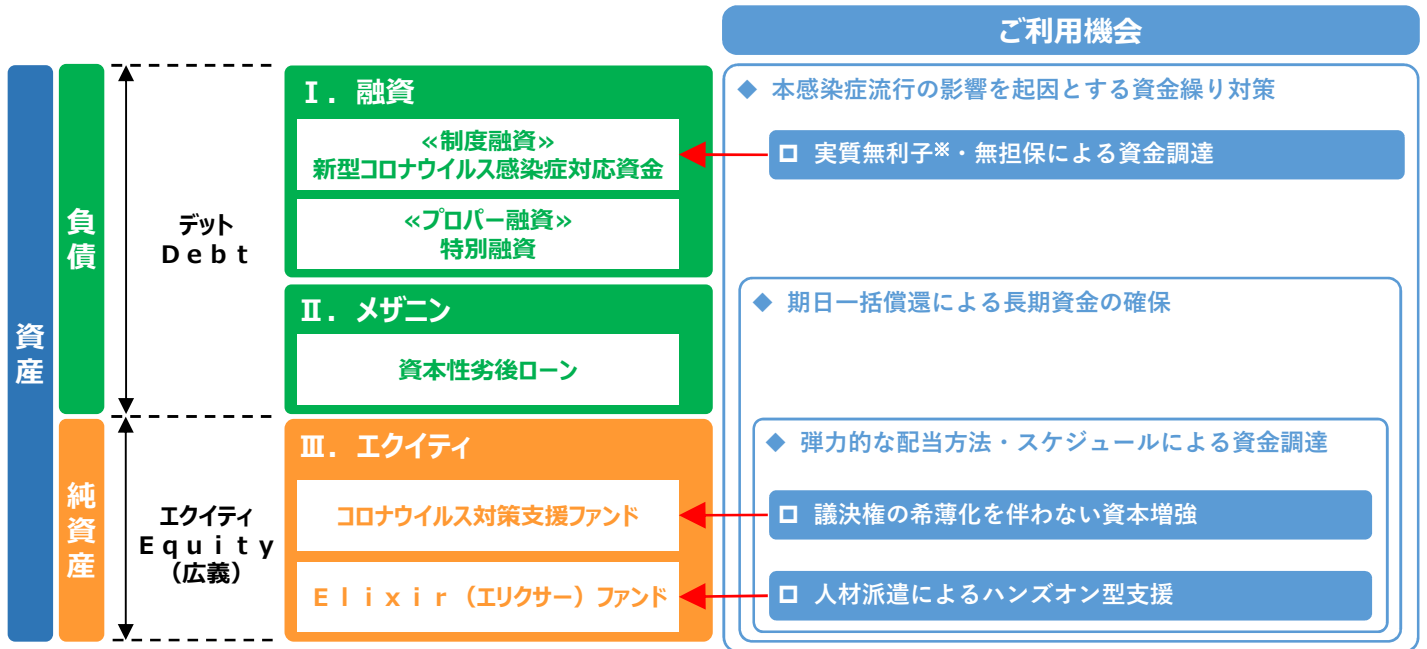 ご利用機会
資産
負債
純資産
デット
Debt
エクイティ
Equity
（広義）
Ⅰ．融資
≪制度融資≫
新型コロナウイルス感染症対応資金
≪プロパー融資≫
特別融資
Ⅱ．メザニン
資本性劣後ローン
Ⅲ．エクイティ
コロナウイルス対策支援ファンド
Ｅｌｉｘｉｒ（エリクサー）ファンド
◆ 本感染症流行の影響を起因とする資金繰り対策
□ 実質無利子※・無担保による資金調達
◆ 期日一括償還による長期資金の確保
◆ 弾力的な配当方法・スケジュールによる資金調達
□ 議決権の希薄化を伴わない資本増強
□ 人材派遣によるハンズオン型支援